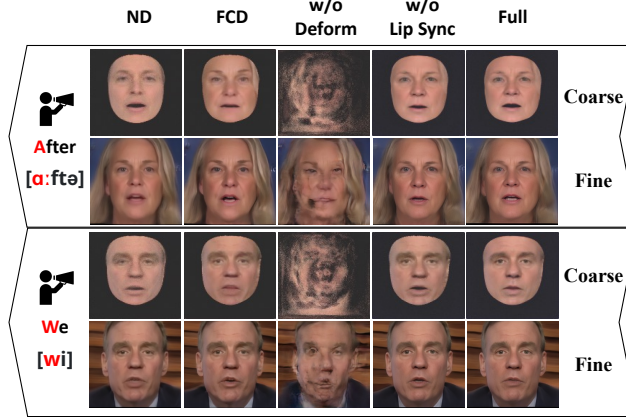 ND FCD w/o Deform w/o Lip Sync Full
Coarse
After
[ɑːftə]
Fine
Coarse
We
[wi]
Fine